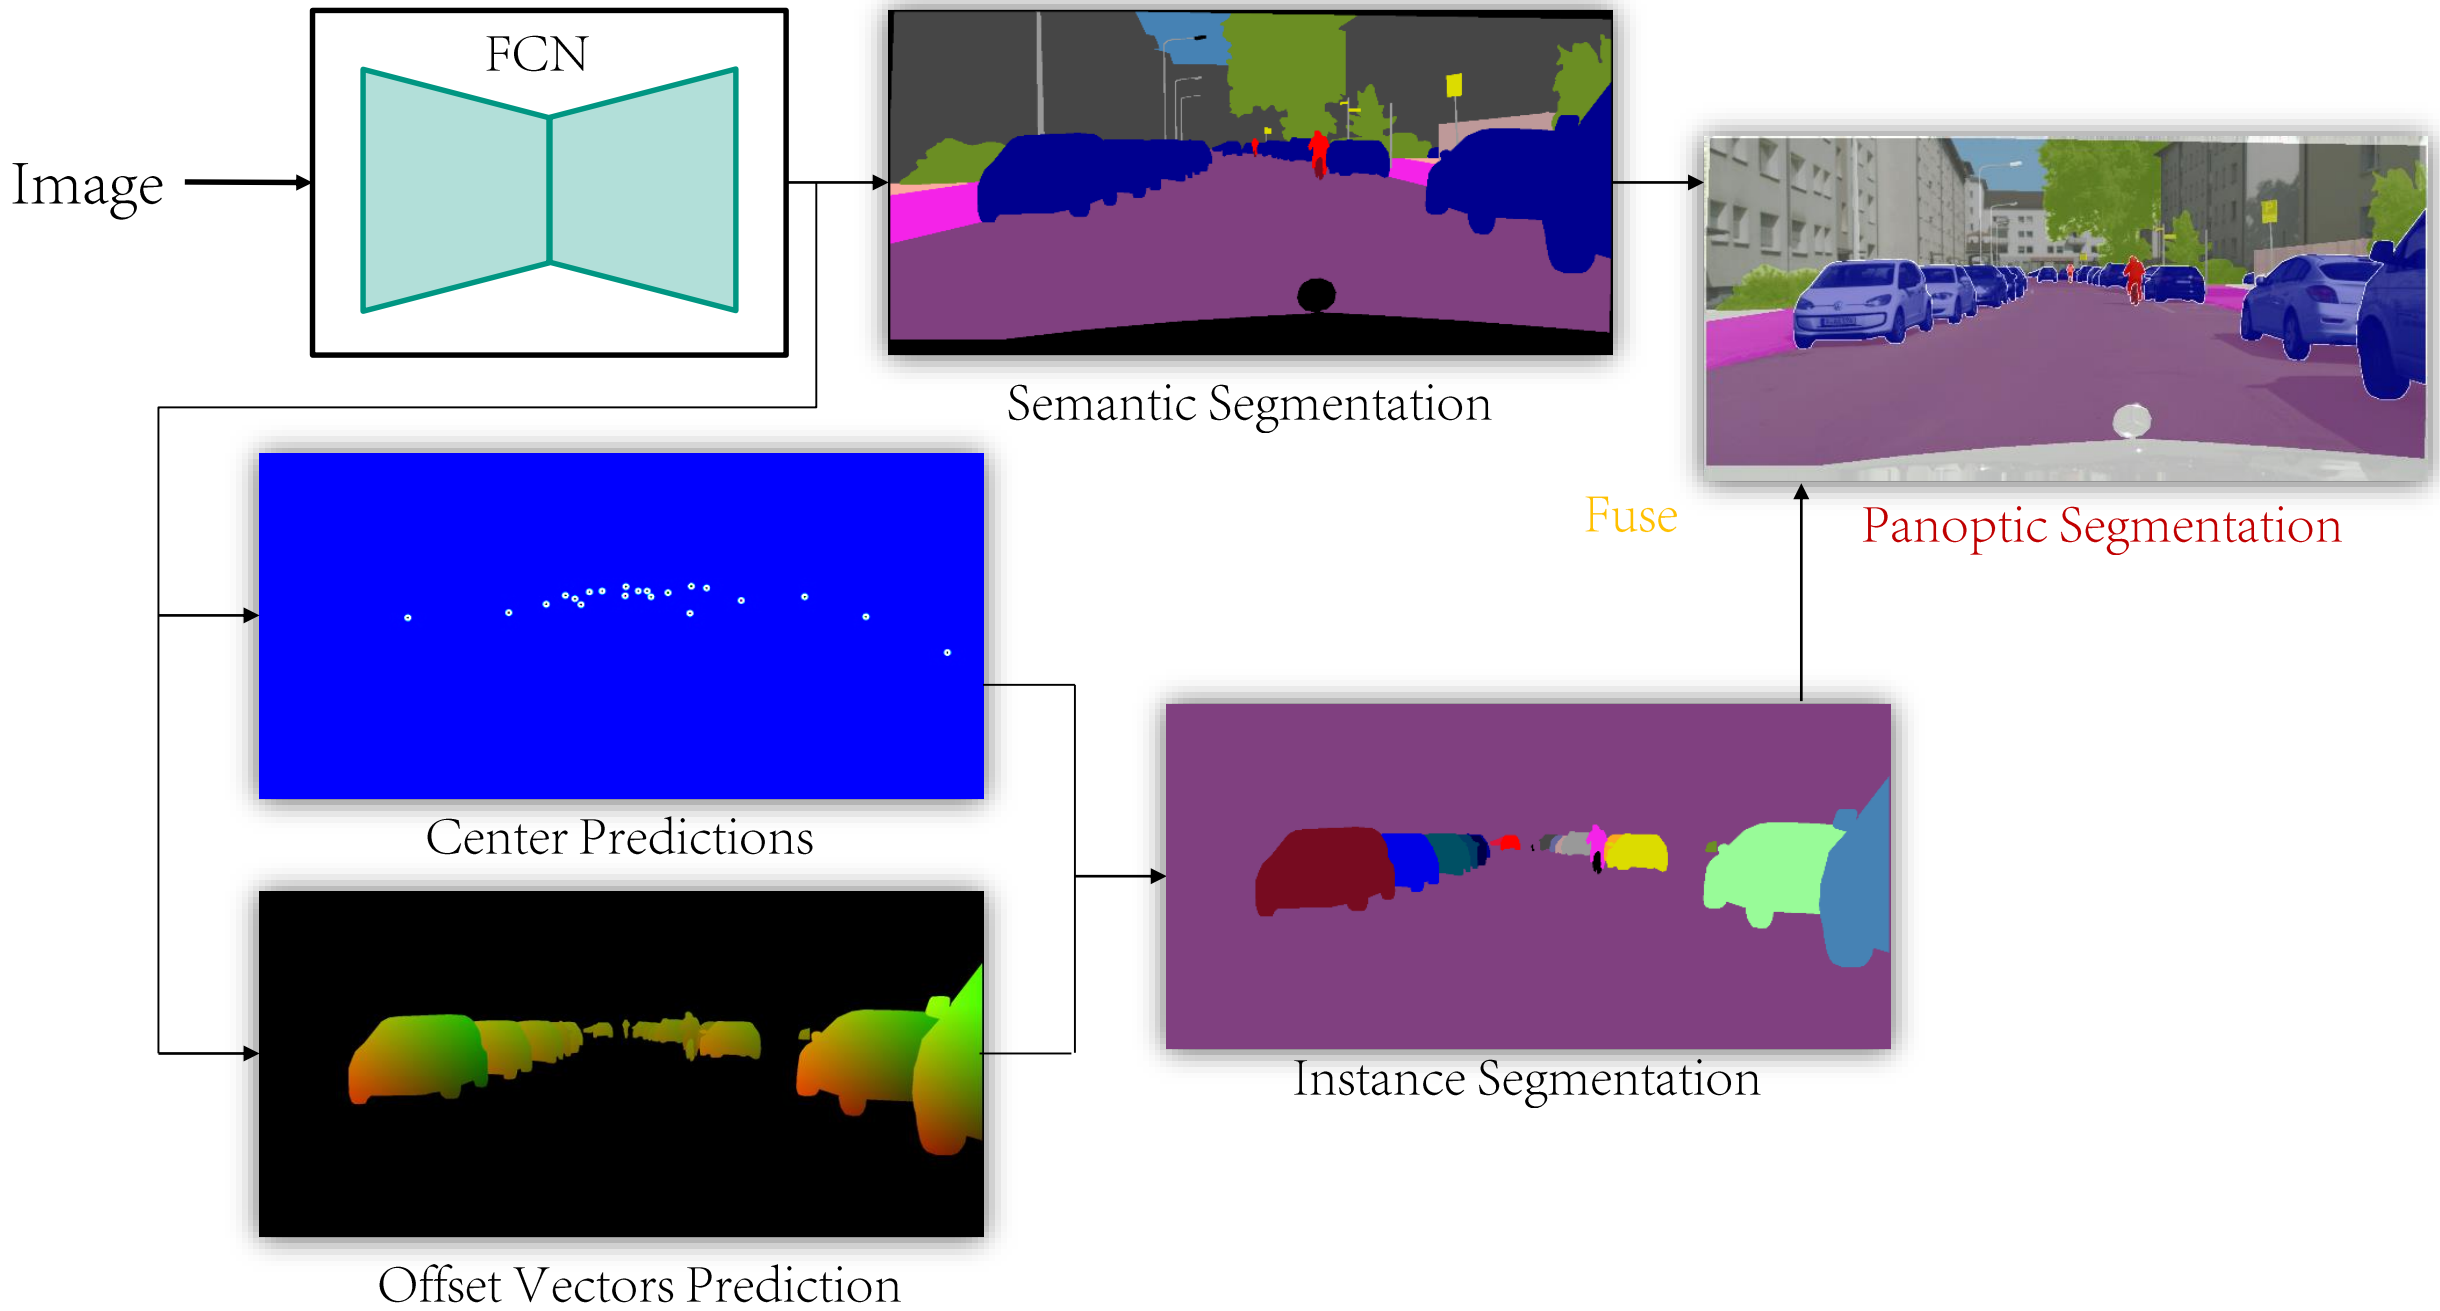 FCN
Image
Semantic Segmentation
Fuse
Panoptic Segmentation
Center Predictions
Instance Segmentation
Offset Vectors Prediction